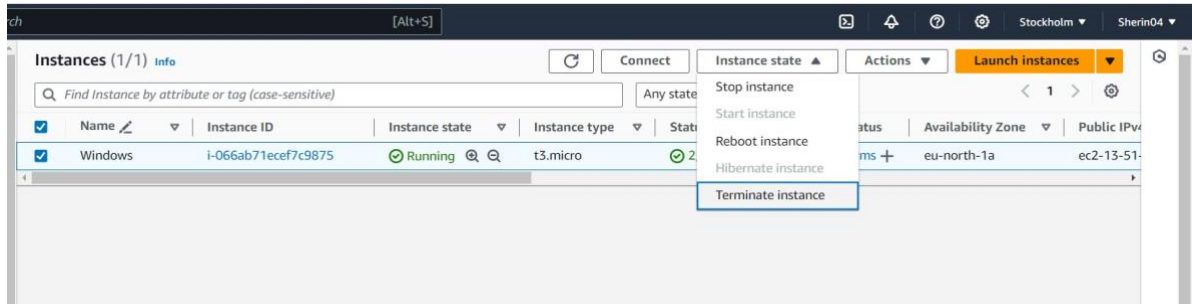 rch [Alt+S] Stockholm ▼ Sherin04 ▼
Instances (1/1) Info Connect Instance state ▲ Actions ▼ Launch instances ▼
Find Instance by attribute or tag (case-sensitive) Any state < 1 >
Stop instance
Start instance
Reboot instance
Hibernate instance
Terminate instance
Name Instance ID Instance state Instance type Stat atus Availability Zone Public IPv4
Windows i-066ab71ecef7c9875 Running t3.micro 2 ms + eu-north-1a ec2-13-51-